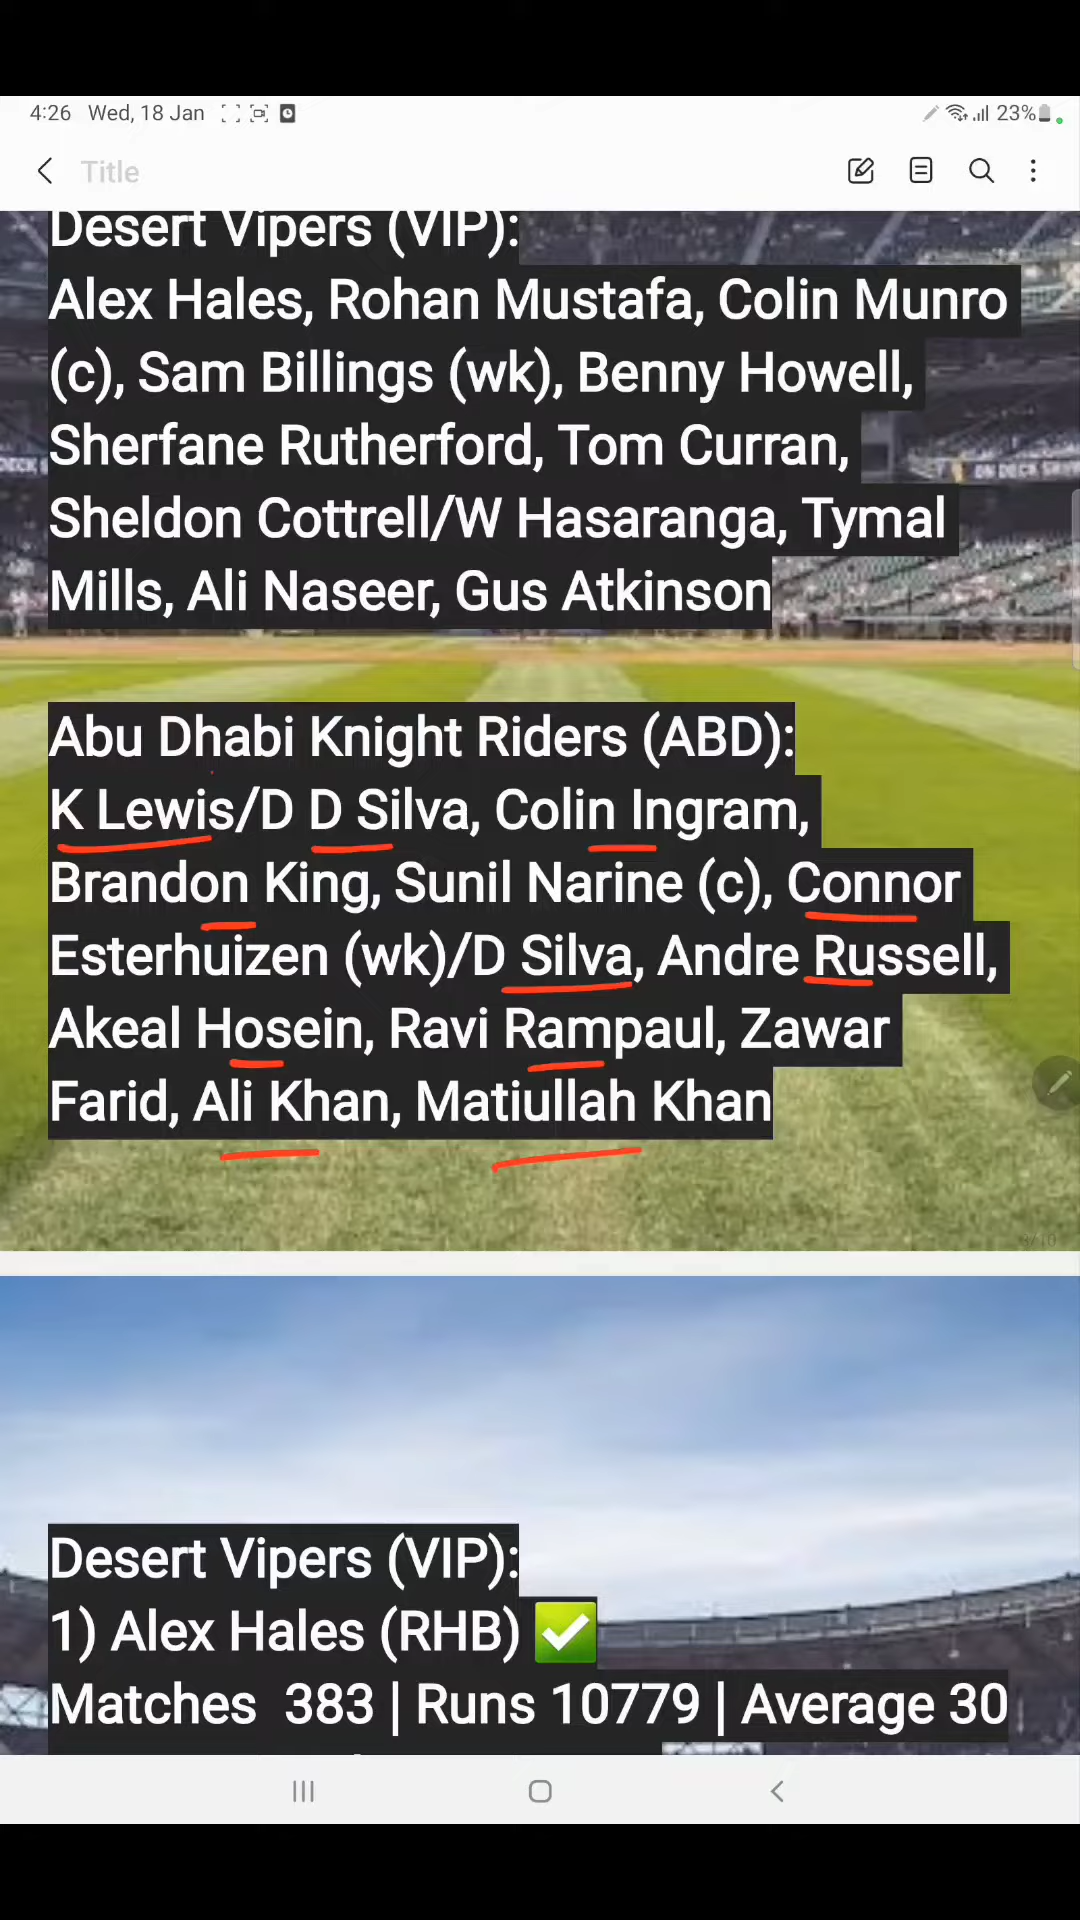 4:26 Wed, 18 Jan 23%
Title
Desert Vipers (VIP):
Alex Hales, Rohan Mustafa, Colin Munro
(c), Sam Billings (wk), Benny Howell,
Sherfane Rutherford, Tom Curran,
Sheldon Cottrell/W Hasaranga, Tymal
Mills, Ali Naseer, Gus Atkinson
Abu Dhabi Knight Riders (ABD):
K Lewis/D D Silva, Colin Ingram,
Brandon King, Sunil Narine (c), Connor
Esterhuizen (wk)/D Silva, Andre Russell,
Akeal Hosein, Ravi Rampaul, Zawar
Farid, Ali Khan, Matiullah Khan
Desert Vipers (VIP):
1) Alex Hales (RHB) ✅
Matches 383 | Runs 10779 | Average 30